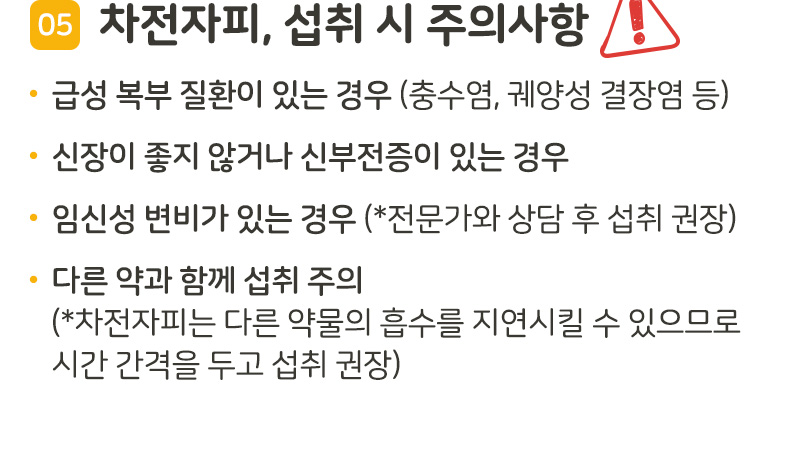 05 차전자피, 섭취 시 주의사항
• 급성 복부 질환이 있는 경우 (충수염, 궤양성 결장염 등)
• 신장이 좋지 않거나 신부전증이 있는 경우
• 임신성 변비가 있는 경우 (*전문가와 상담 후 섭취 권장)
• 다른 약과 함께 섭취 주의
(*차전자피는 다른 약물의 흡수를 지연시킬 수 있으므로
시간 간격을 두고 섭취 권장)